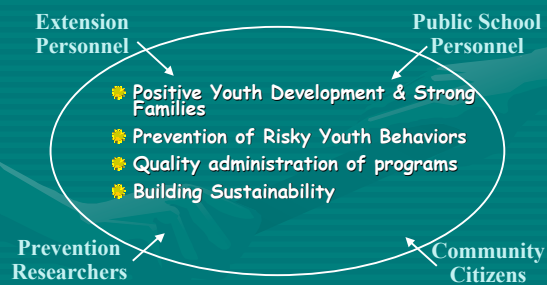 Extension
Personnel
Public School
Personnel
Positive Youth Development & Strong
Families
Prevention of Risky Youth Behaviors
Quality administration of programs
Building Sustainability
Prevention
Researchers
Community
Citizens